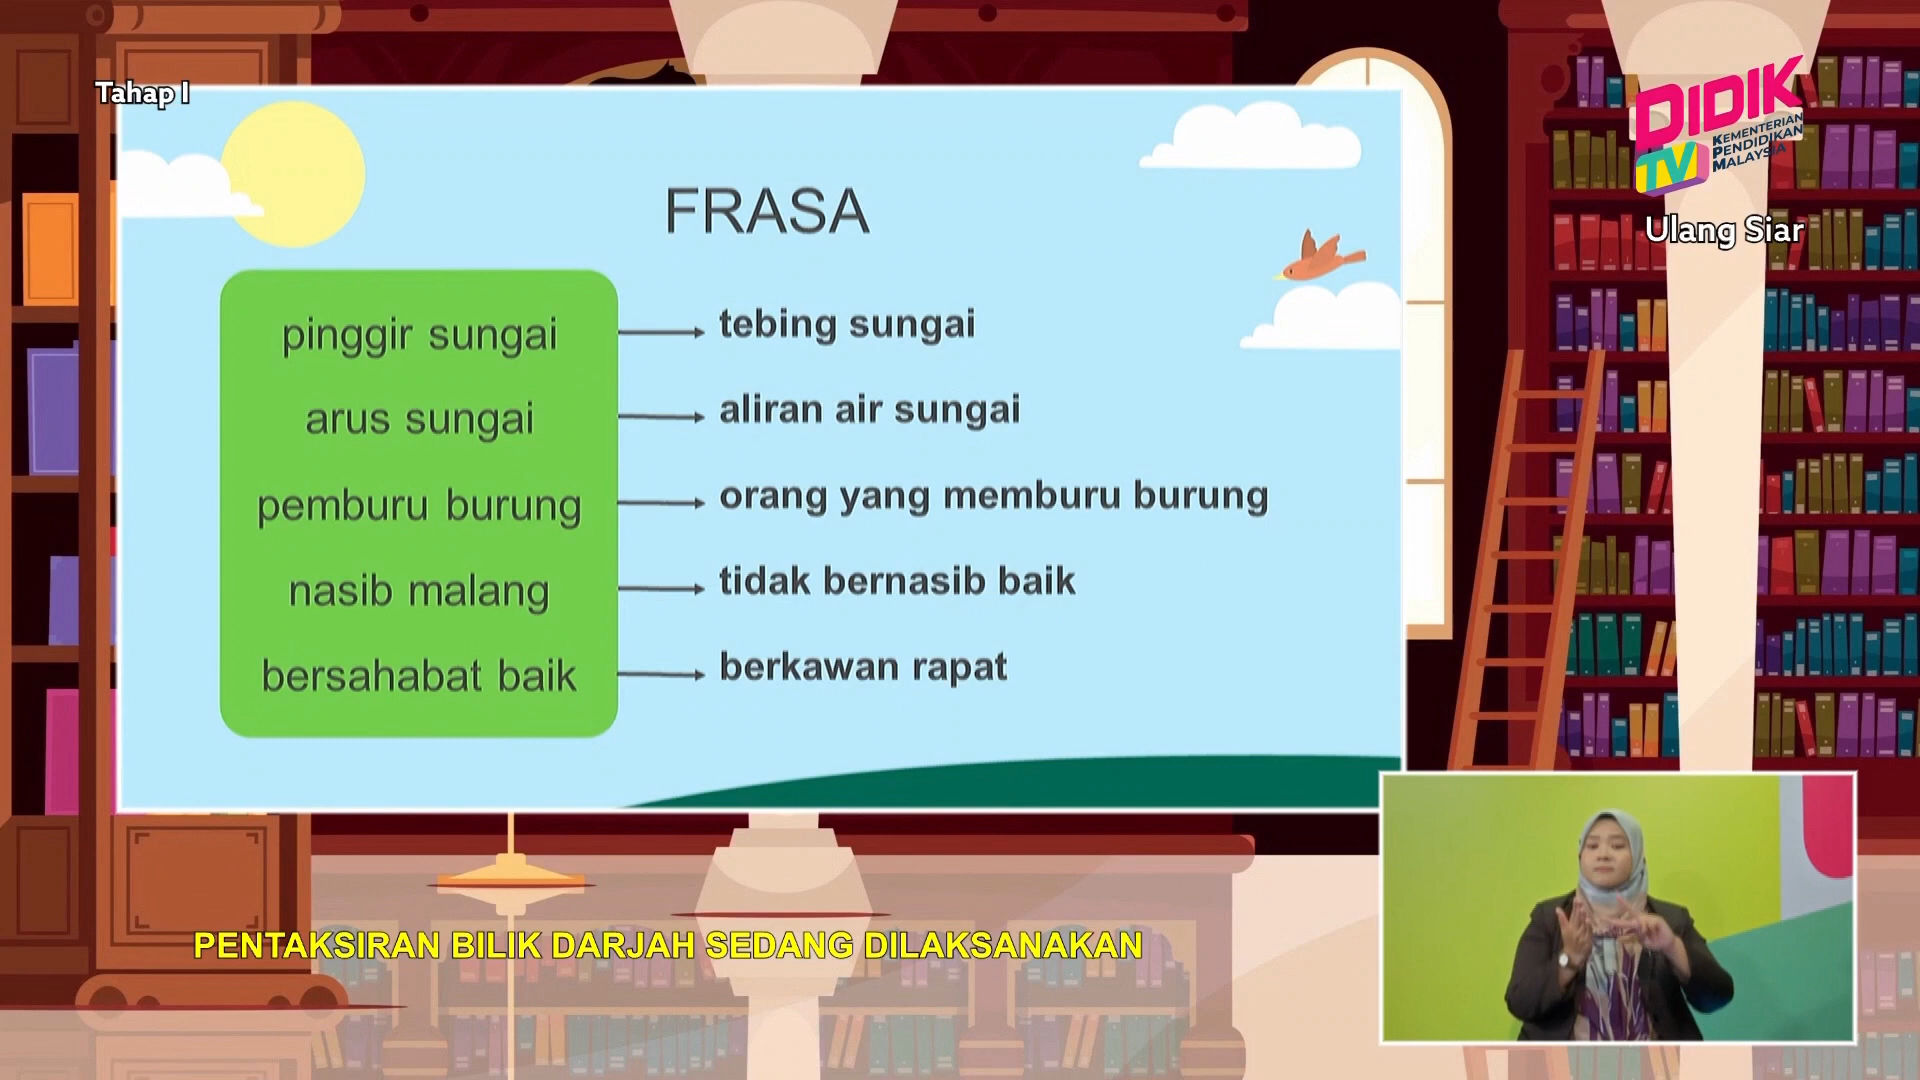 Tahap I
DIDIK
TV
KEMENTERIAN
PENDIDIKAN
MALAYSIA
Ulang Siar
FRASA
pinggir sungai
tebing sungai
arus sungai
aliran air sungai
pemburu burung
orang yang memburu burung
nasib malang
tidak bernasib baik
bersahabat baik
berkawan rapat
PENTAKSIRAN BILIK DARJAH SEDANG DILAKSANAKAN